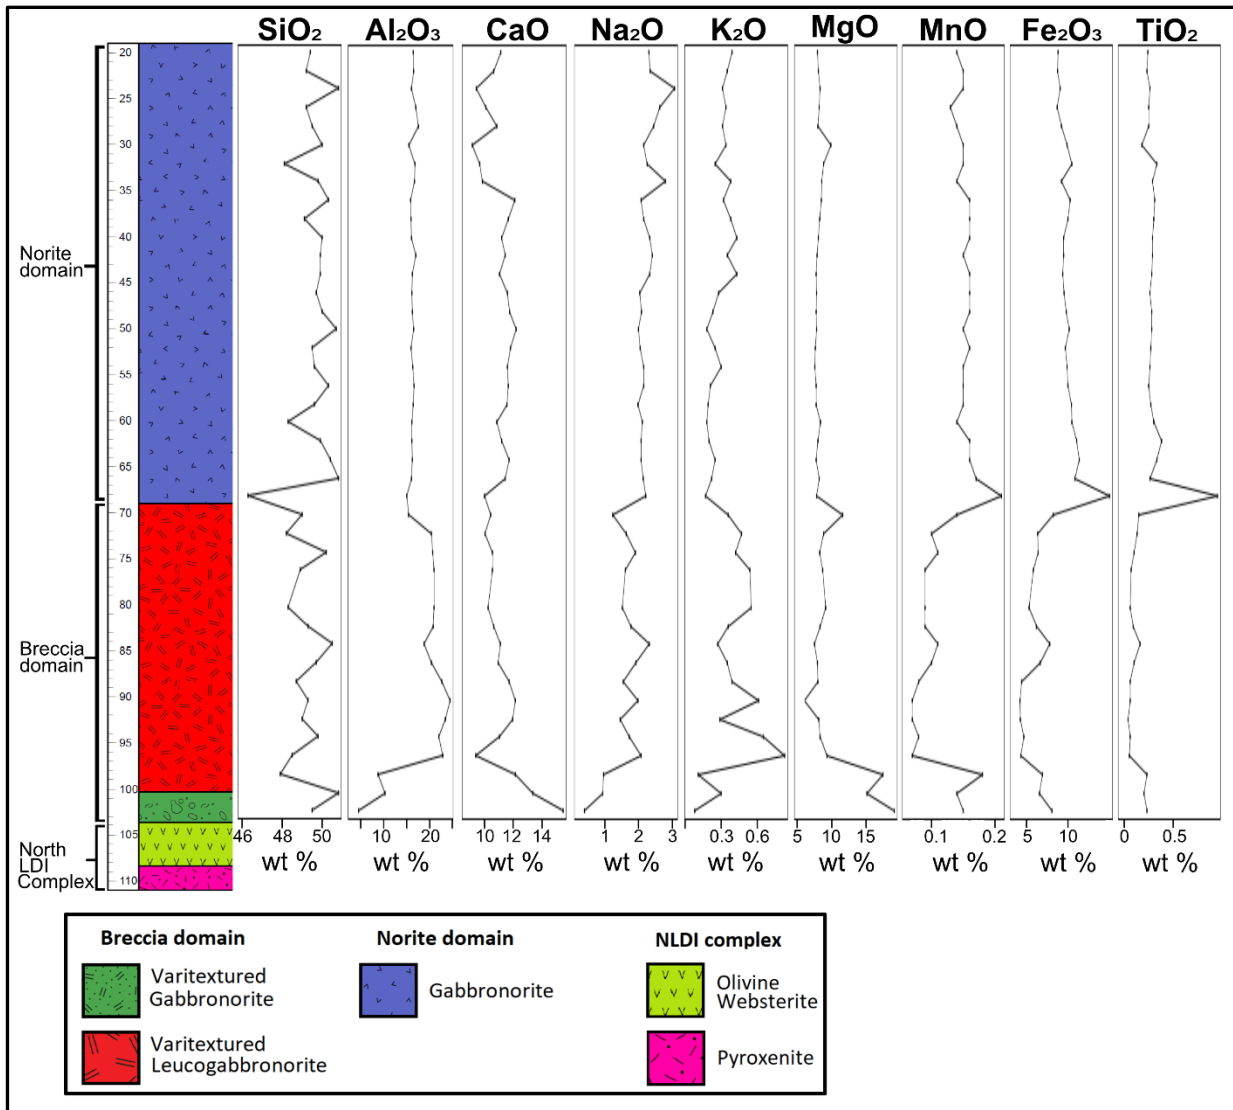 SiO₂ Al₂O₃ CaO Na₂O K₂O MgO MnO Fe₂O₃ TiO₂
20
25
30
35
40
45
50
55
60
65
70
75
80
85
90
95
100
105
110
Norite
domain
Breccia
domain
North
LDI
Complex
46 48 50 10 20 10 12 14 1 2 3 0.3 0.6 5 10 15 0.1 0.2 5 10 0 0.5
wt % wt % wt % wt % wt % wt % wt % wt % wt %
Breccia domain Norite domain NLDI complex
Varitextured
Gabbronorite
Gabbronorite
Olivine
Websterite
Varitextured
Leucogabbronorite
Pyroxenite